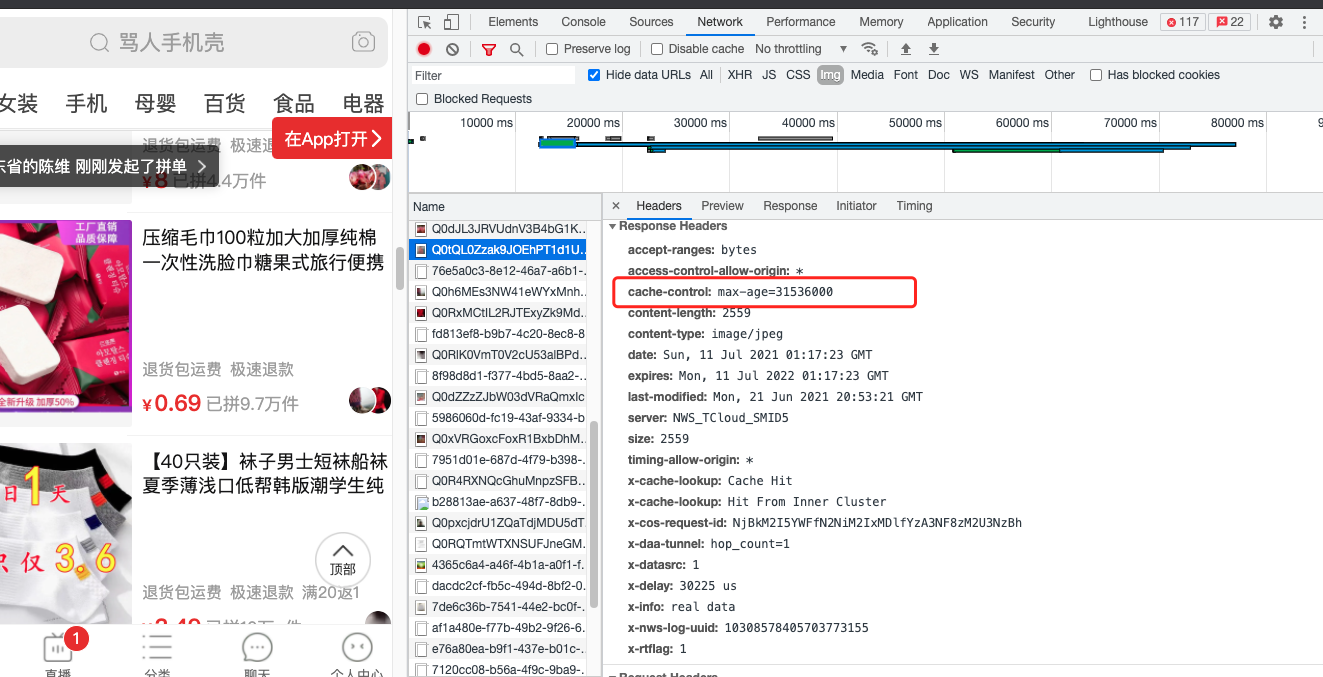 骂人手机壳
女装 手机 母婴 百货 食品 电器
退货包运费 极速退
在App打开
东省的陈维 刚刚发起了拼单
¥8 已拼4.4万件
工厂直销
品质保障
压缩毛巾100粒加大加厚纯棉
一次性洗脸巾糖果式旅行便携
全新升级 加厚50%
退货包运费 极速退款
¥0.69 已拼9.7万件
日1天
只仅3.6
【40只装】袜子男士短袜船袜
夏季薄浅口低帮韩版潮学生纯
顶部
退货包运费 极速退款 满20返1
1
直播 分类 聊天 个人中心
Elements Console Sources Network Performance Memory Application Security Lighthouse 117 22
Preserve log Disable cache No throttling
Filter Hide data URLs All XHR JS CSS Img Media Font Doc WS Manifest Other Has blocked cookies
Blocked Requests
10000 ms 20000 ms 30000 ms 40000 ms 50000 ms 60000 ms 70000 ms 80000 ms 9
Name
Q0dJL3JRVUdnV3B4bG1K..
Q0tQL0Zzak9JOEhPT1d1U..
76e5a0c3-8e12-46a7-a6b1-.
Q0h6MEs3NW41eWYxMnh..
Q0RxMCtIL2RJTExyZk9Md..
fd813ef8-b9b7-4c20-8ec8-8
Q0RlK0VmT0V2cU53alBPd..
8f98d8d1-f377-4bd5-8aa2-..
Q0dZZzZJbW03dVRaQmxIc
5986060d-fc19-43af-9334-b
Q0xVRGoxcFoxR1BxbDhM..
7951d01e-687d-4f79-b398-.
Q0R4RXNQcGhuMnpzSFB..
b28813ae-a637-48f7-8db9-.
Q0pxcjdrU1ZQaTdjMDU5dT
Q0RQTmtWTXNSUFJneGM.
4365c6a4-a46f-4b1a-a0f1-f.
dacdc2cf-fb5c-494d-8bf2-0.
7de6c36b-7541-44e2-bc0f-.
af1a480e-f77b-49b2-9f26-6.
e76a80ea-b9f1-437e-b01c-.
7120cc08-b56a-4f9c-9ba9-.
Headers Preview Response Initiator Timing
Response Headers
accept-ranges: bytes
access-control-allow-origin: *
cache-control: max-age=31536000
content-length: 2559
content-type: image/jpeg
date: Sun, 11 Jul 2021 01:17:23 GMT
expires: Mon, 11 Jul 2022 01:17:23 GMT
last-modified: Mon, 21 Jun 2021 20:53:21 GMT
server: NWS_TCloud_SMID5
size: 2559
timing-allow-origin: *
x-cache-lookup: Cache Hit
x-cache-lookup: Hit From Inner Cluster
x-cos-request-id: NjBkM2I5YWFfN2NiM2IxMDlfYzA3NF8zM2U3NzBh
x-daa-tunnel: hop_count=1
x-datasrc: 1
x-delay: 30225 us
x-info: real data
x-nws-log-uuid: 10308578405703773155
x-rtflag: 1
Request Headers